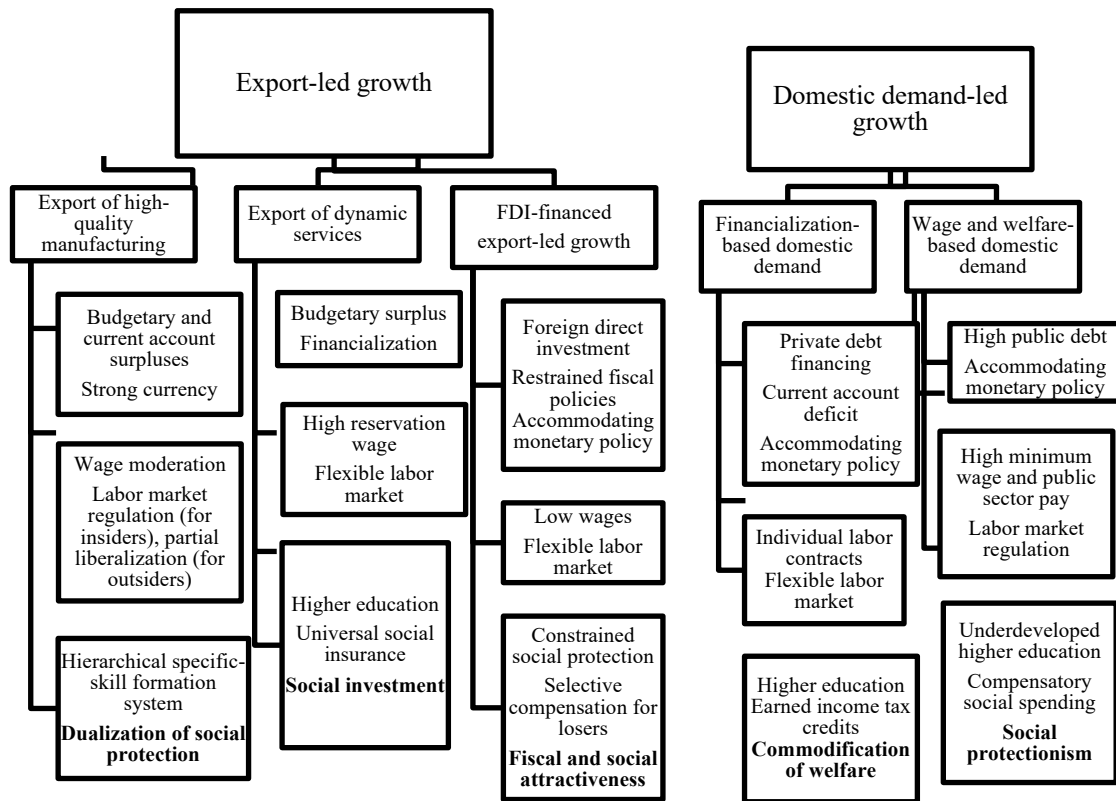 Export-led growth
Domestic demand-led
growth
Export of high-
quality
manufacturing
Export of dynamic
services
FDI-financed
export-led growth
Financialization-
based domestic
demand
Wage and welfare-
based domestic
demand
Budgetary and
current account
surpluses
Strong currency
Budgetary surplus
Financialization
Foreign direct
investment
Restrained fiscal
policies
Accommodating
monetary policy
Private debt
financing
Current account
deficit
Accommodating
monetary policy
High public debt
Accommodating
monetary policy
Wage moderation
Labor market
regulation (for
insiders), partial
liberalization (for
outsiders)
High reservation
wage
Flexible labor
market
Low wages
Flexible labor
market
Individual labor
contracts
Flexible labor
market
High minimum
wage and public
sector pay
Labor market
regulation
Hierarchical specific-
skill formation
system
Dualization of social
protection
Higher education
Universal social
insurance
Social investment
Constrained
social protection
Selective
compensation for
losers
Fiscal and social
attractiveness
Higher education
Earned income tax
credits
Commodification
of welfare
Underdeveloped
higher education
Compensatory
social spending
Social
protectionism